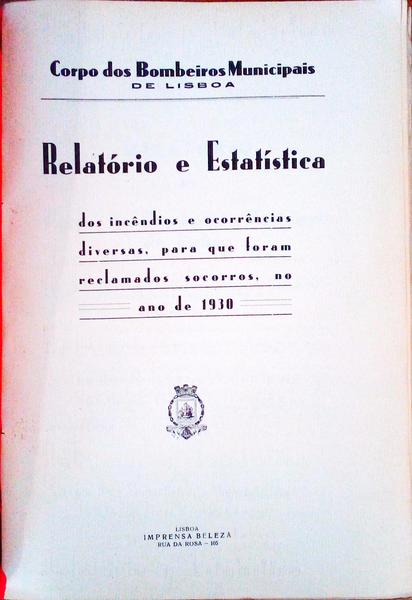 Corpo dos Bombeiros Municipais
DE LISBOA
Relatório e Estatística
dos incêndios e ocorrências
diversas, para que foram
reclamados socorros, no
ano de 1930
LISBOA
IMPRENSA BELEZA
RUA DA ROSA — 105